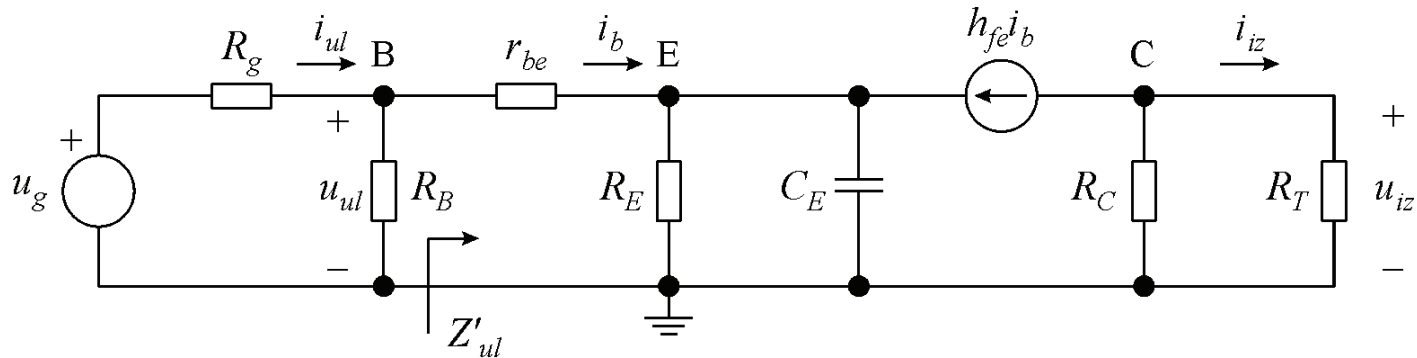 R_g i_ul B r_be i_b E h_fe i_b C i_iz
+ + +
u_g u_ul R_B R_E C_E R_C R_T u_iz
− −
Z'_ul